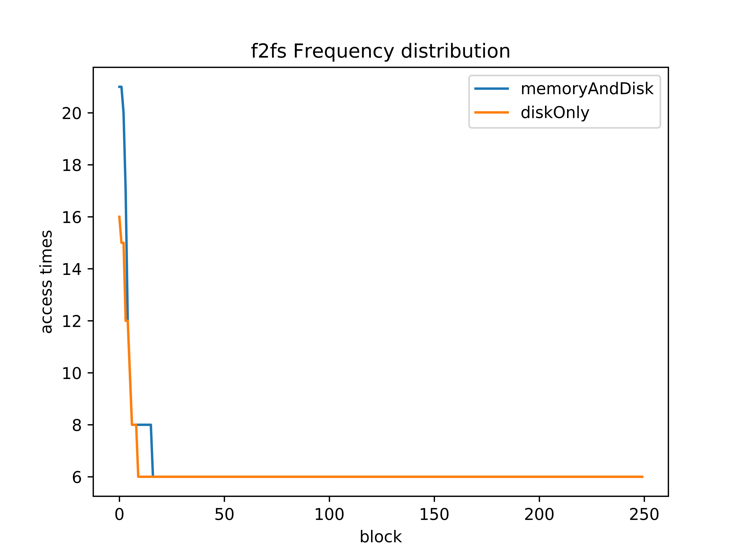 f2fs Frequency distribution
memoryAndDisk
diskOnly
access times
20
18
16
14
12
10
8
6
0 50 100 150 200 250
block